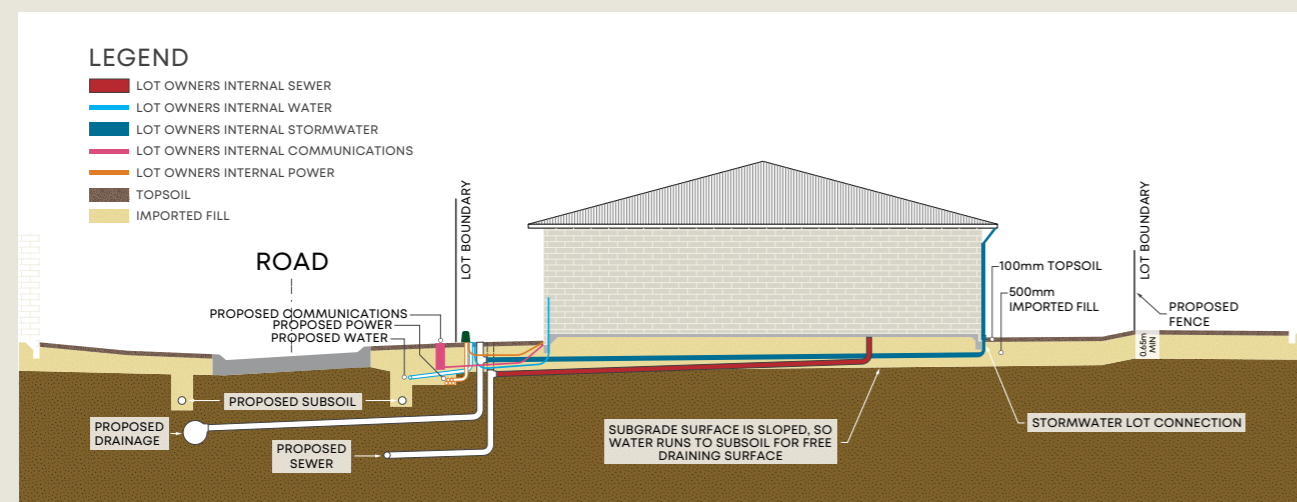 LEGEND
LOT OWNERS INTERNAL SEWER
LOT OWNERS INTERNAL WATER
LOT OWNERS INTERNAL STORMWATER
LOT OWNERS INTERNAL COMMUNICATIONS
LOT OWNERS INTERNAL POWER
TOPSOIL
IMPORTED FILL
ROAD
LOT BOUNDARY
PROPOSED COMMUNICATIONS
PROPOSED POWER
PROPOSED WATER
PROPOSED SUBSOIL
PROPOSED
DRAINAGE
PROPOSED
SEWER
SUBGRADE SURFACE IS SLOPED, SO
WATER RUNS TO SUBSOIL FOR FREE
DRAINING SURFACE
100mm TOPSOIL
500mm
IMPORTED FILL
LOT BOUNDARY
PROPOSED
FENCE
0.65m
MIN
STORMWATER LOT CONNECTION